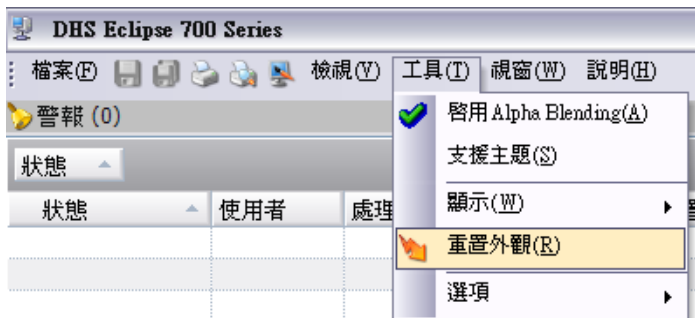 DHS Eclipse 700 Series
檔案(F) 檢視(V) 工具(T) 視窗(W) 說明(H)
警報 (0)
啓用 Alpha Blending(A)
支援主題(S)
顯示(W)
重置外觀(R)
選項
狀態
狀態 使用者 處理